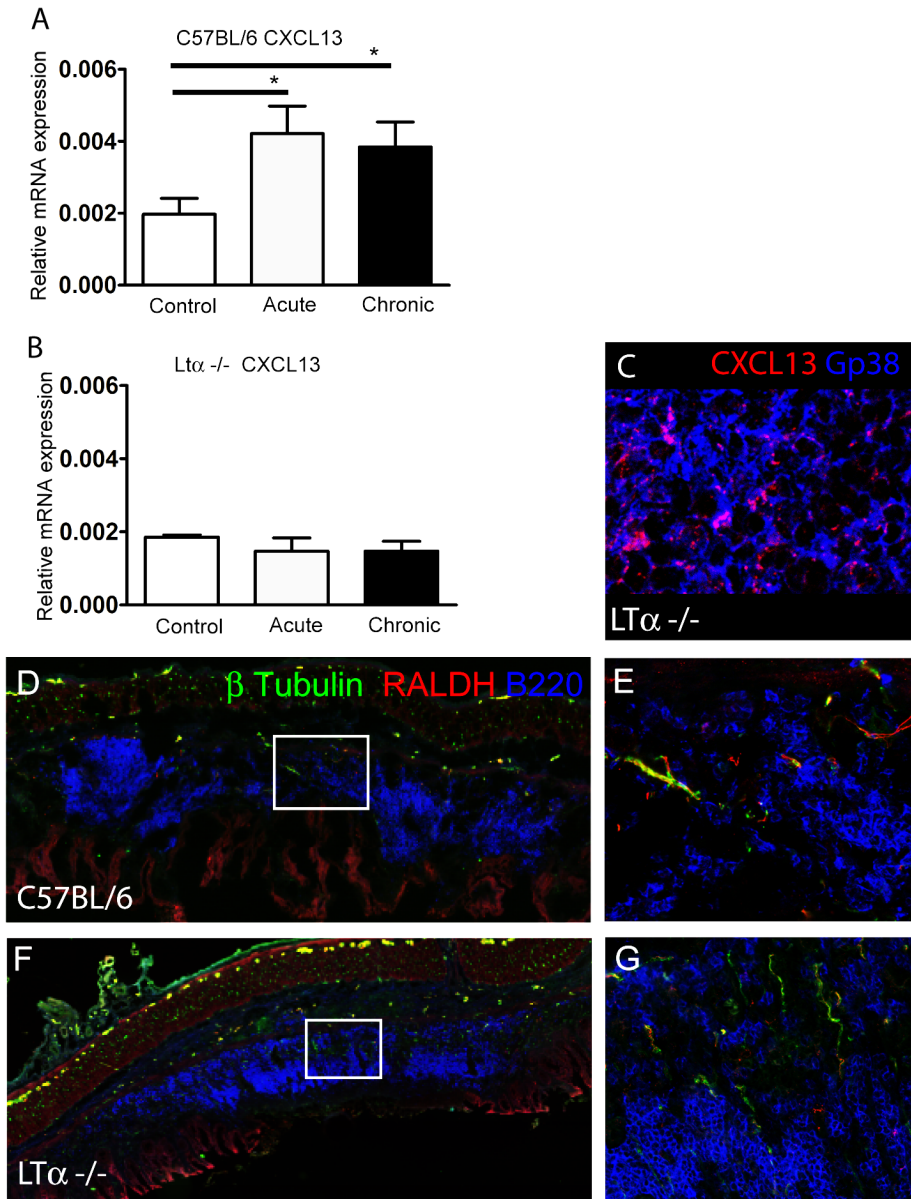 A
C57BL/6 CXCL13
*
*
Relative mRNA expression
0.006
0.004
0.002
0.000
Control Acute Chronic
B
Ltα -/- CXCL13
Relative mRNA expression
0.006
0.004
0.002
0.000
Control Acute Chronic
C
CXCL13 Gp38
LTα -/-
D
β Tubulin RALDH B220
C57BL/6
E
F
LTα -/-
G